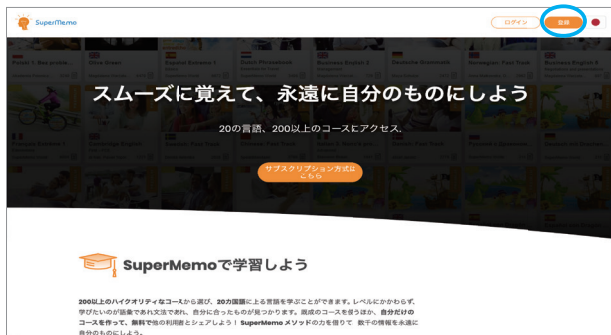 SuperMemo
ログイン
登録
スムーズに覚えて、永遠に自分のものにしよう
20の言語、200以上のコースにアクセス.
サブスクリプション方式は
こちら
SuperMemoで学習しよう
200以上のハイクオリティなコースから選び、20カ国語に上る言語を学ぶことができます。レベルにかかわらず、
学びたいのが語彙であれ文法であれ、自分に合ったものが見つかります。既成のコースを使うほか、自分だけの
コースを作って、無料で他の利用者とシェアしよう！ SuperMemo メソッドの力を借りて 数千の情報を永遠に
自分のものにしよう。